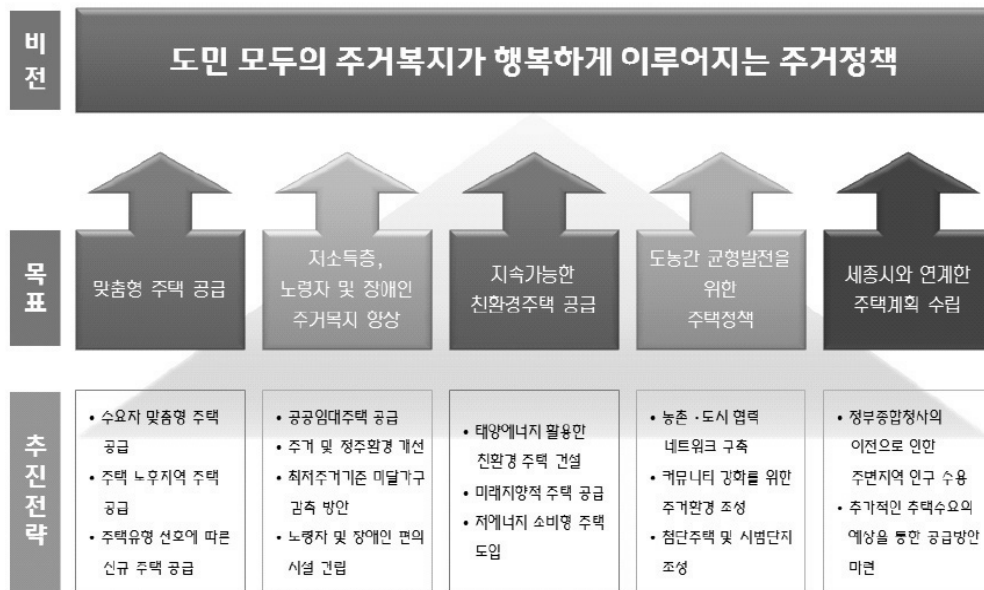 비
전
도민 모두의 주거복지가 행복하게 이루어지는 주거정책
목
표
맞춤형 주택 공급
저소득층,
노령자 및 장애인
주거복지 향상
지속가능한
친환경주택 공급
도농간 균형발전을
위한
주택정책
세종시와 연계한
주택계획 수립
추
진
전
략
• 수요자 맞춤형 주택
공급
• 주택 노후지역 주택
공급
• 주택유형 선호에 따른
신규 주택 공급
• 공공임대주택 공급
• 주거 및 정주환경 개선
• 최저주거기준 미달가구
감축 방안
• 노령자 및 장애인 편의
시설 건립
• 태양에너지 활용한
친환경 주택 건설
• 미래지향적 주택 공급
• 저에너지 소비형 주택
도입
• 농촌 · 도시 협력
네트워크 구축
• 커뮤니티 강화를 위한
주거환경 조성
• 첨단주택 및 시범단지
조성
• 정부종합청사의
이전으로 인한
주변지역 인구 수용
• 추가적인 주택수요의
예상을 통한 공급방안
마련